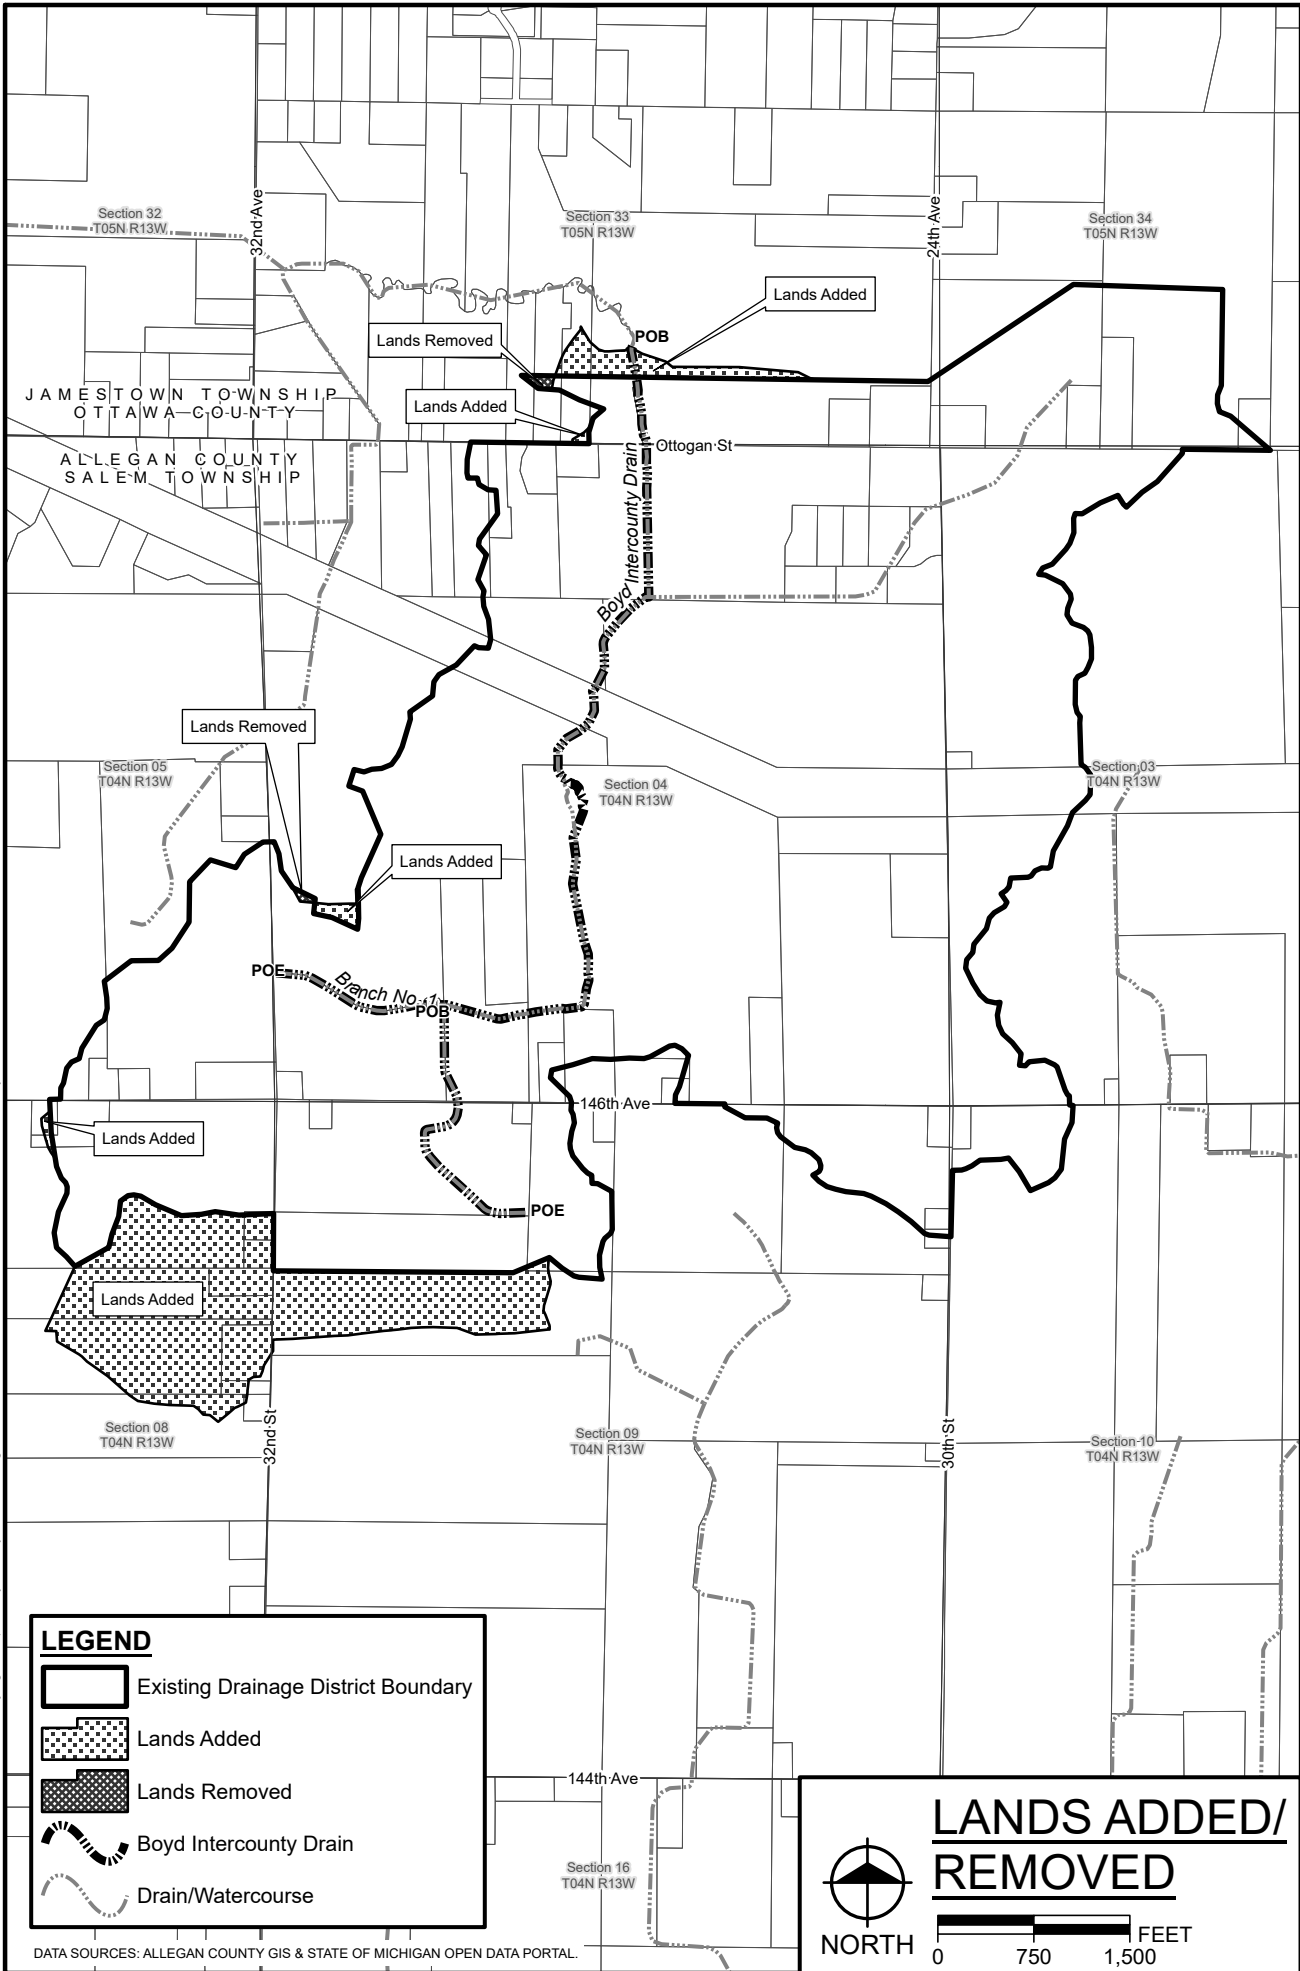 Section 32
T05N R13W
32nd Ave
Section 33
T05N R13W
24th Ave
Section 34
T05N R13W
Lands Added
Lands Removed
POB
Lands Added
JAMESTOWN TOWNSHIP
OTTAWA COUNTY
Ottogan St
ALLEGAN COUNTY
SALEM TOWNSHIP
Boyd Intercounty Drain
Lands Removed
Section 05
T04N R13W
Section 04
T04N R13W
Section 03
T04N R13W
Lands Added
POE
Branch No. 1
POB
146th Ave
Lands Added
POE
Lands Added
Section 08
T04N R13W
32nd St
Section 09
T04N R13W
30th St
Section 10
T04N R13W
LEGEND
Existing Drainage District Boundary
Lands Added
Lands Removed
Boyd Intercounty Drain
Drain/Watercourse
144th Ave
Section 16
T04N R13W
DATA SOURCES: ALLEGAN COUNTY GIS & STATE OF MICHIGAN OPEN DATA PORTAL.
LANDS ADDED/
REMOVED
NORTH
FEET
0 750 1,500